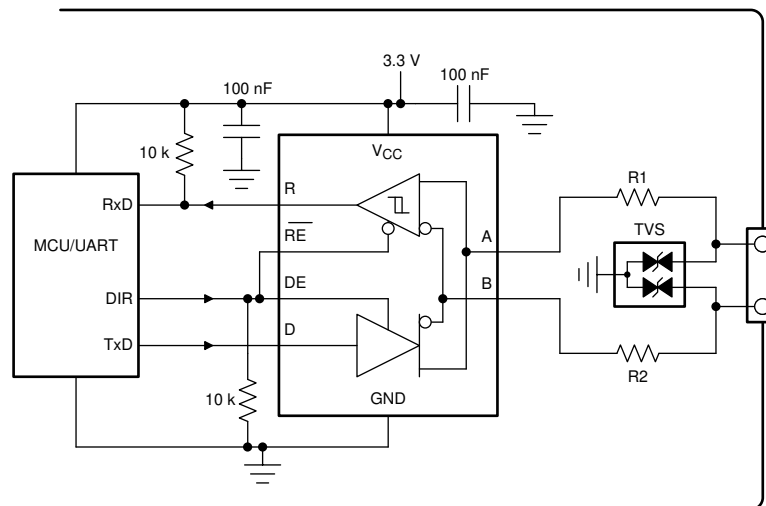 3.3 V
100 nF
100 nF
10 k
VCC
R1
RxD
R
TVS
MCU/UART
RE
A
DIR
DE
B
TxD
D
R2
10 k
GND